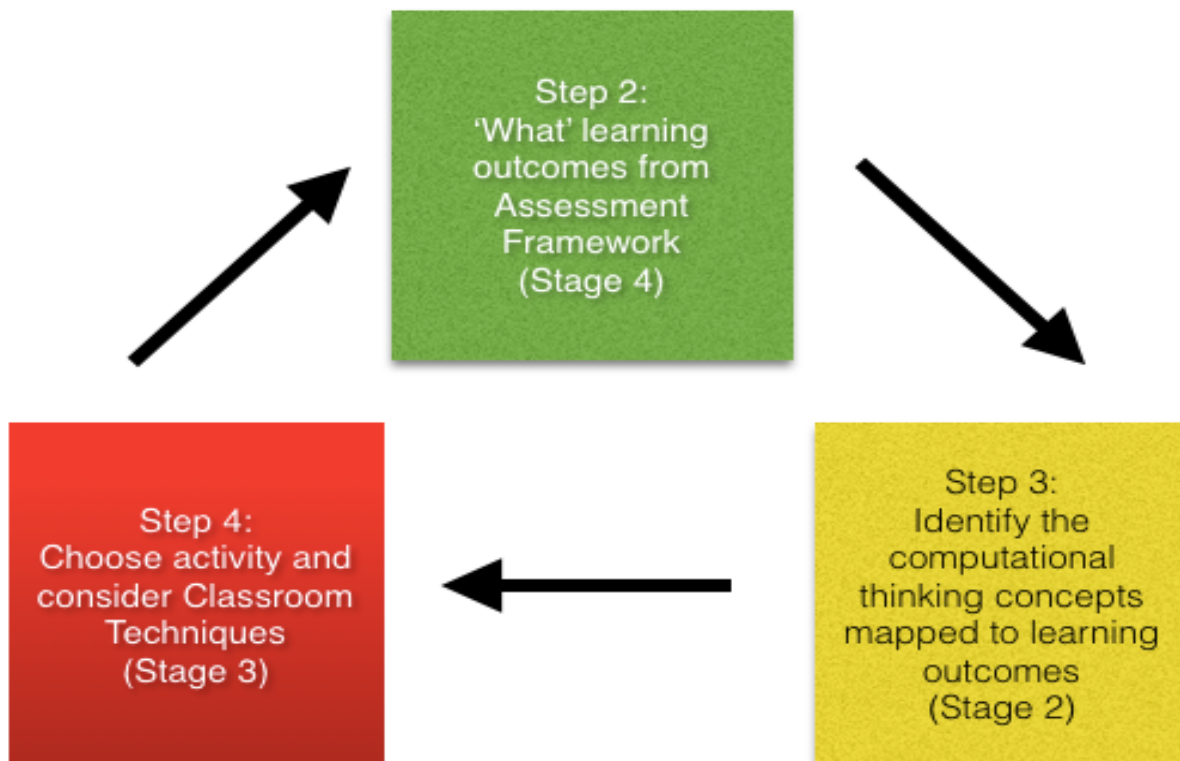 Step 2:
‘What’ learning
outcomes from
Assessment
Framework
(Stage 4)
Step 3:
Identify the
computational
thinking concepts
mapped to learning
outcomes
(Stage 2)
Step 4:
Choose activity and
consider Classroom
Techniques
(Stage 3)